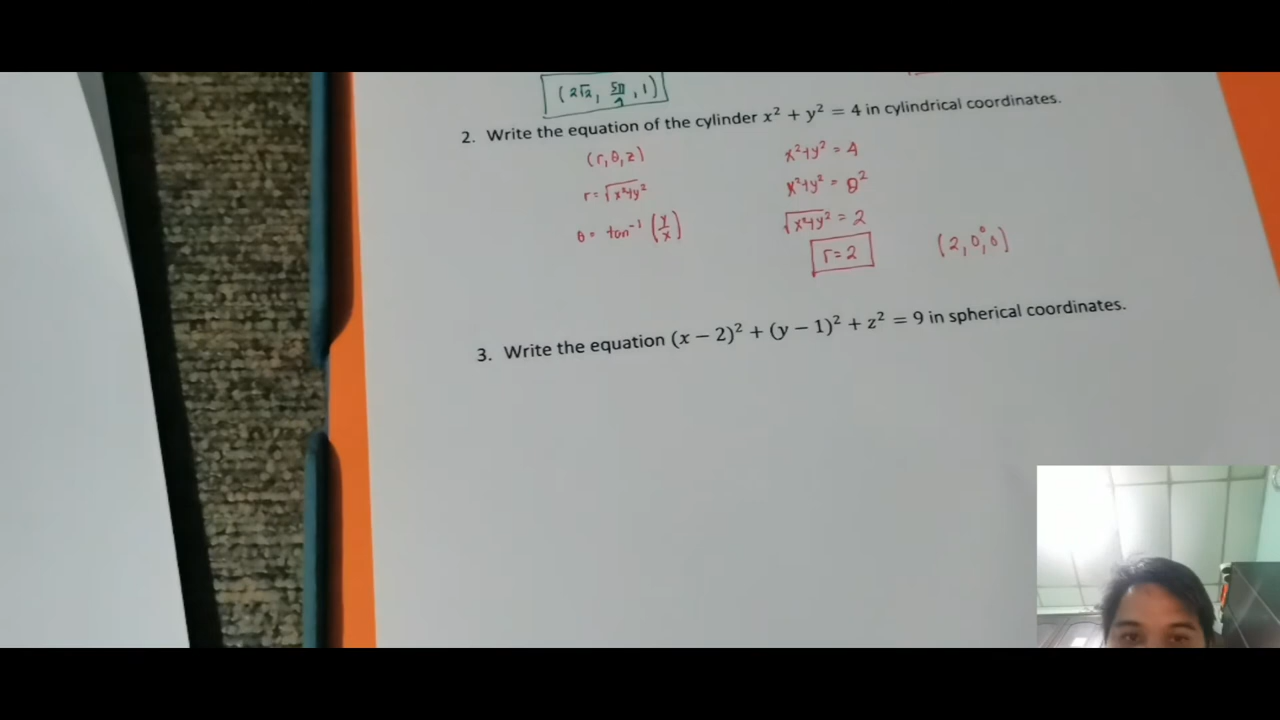 (2√2, 5π/ , 1)
2. Write the equation of the cylinder x² + y² = 4 in cylindrical coordinates.
(r, θ, z)
x²+y² = 4
r = √x²+y²
x²+y² = 2
θ = tan⁻¹ (y/x)
√x²+y² = 2
r = 2
(2, 0°, 0)
3. Write the equation (x − 2)² + (y − 1)² + z² = 9 in spherical coordinates.